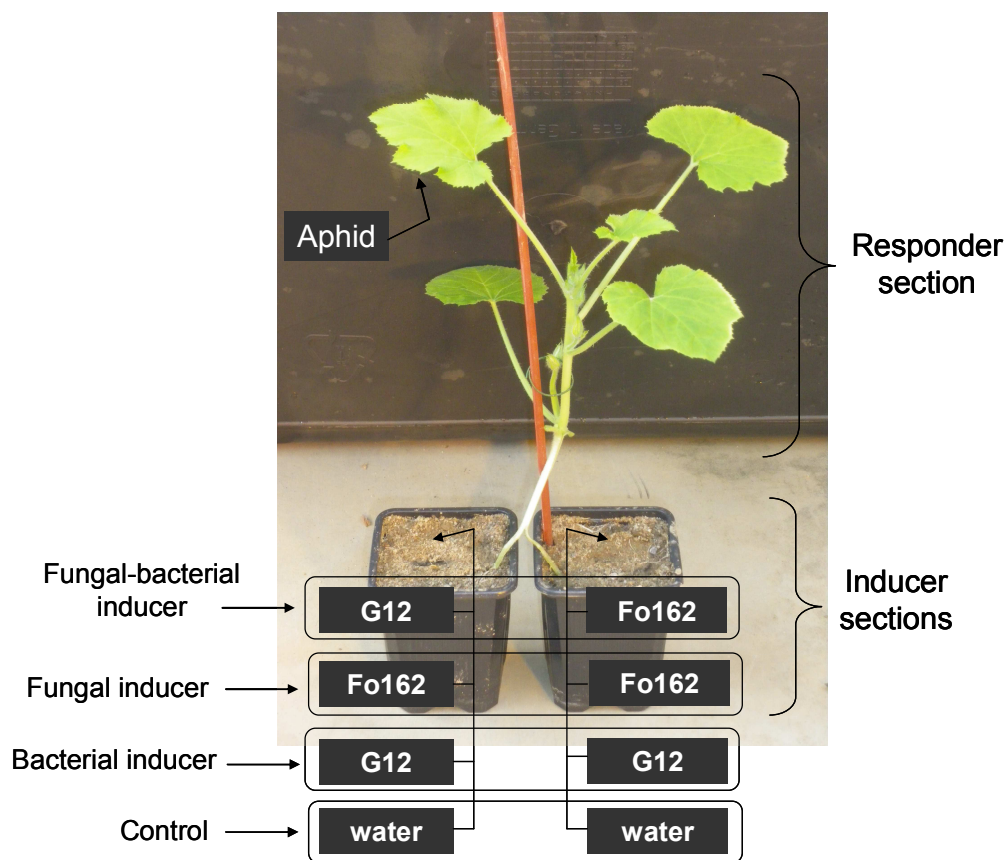 Aphid
Responder
section
Fungal-bacterial
inducer
G12
Fo162
Inducer
sections
Fungal inducer
Fo162
Fo162
Bacterial inducer
G12
G12
Control
water
water